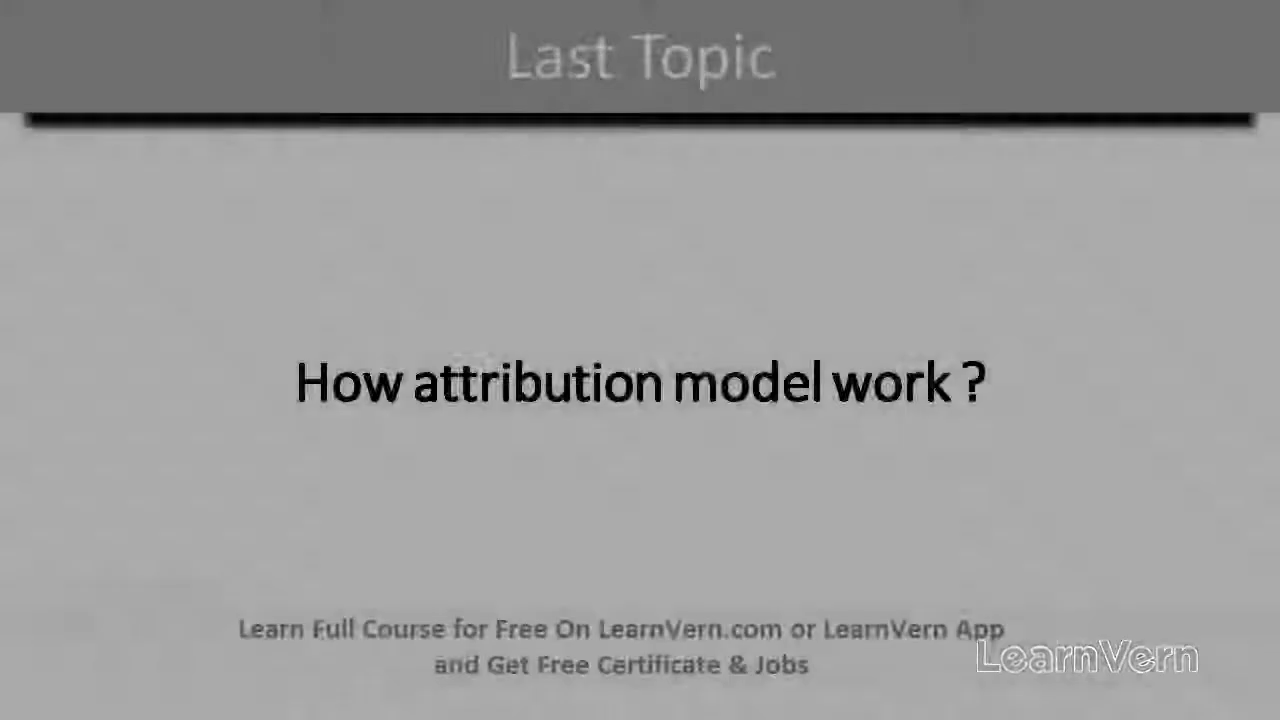 Last Topic
How attribution model work ?
Learn Full Course for Free On LearnVern.com or LearnVern App
and Get Free Certificate & Jobs
LearnVern